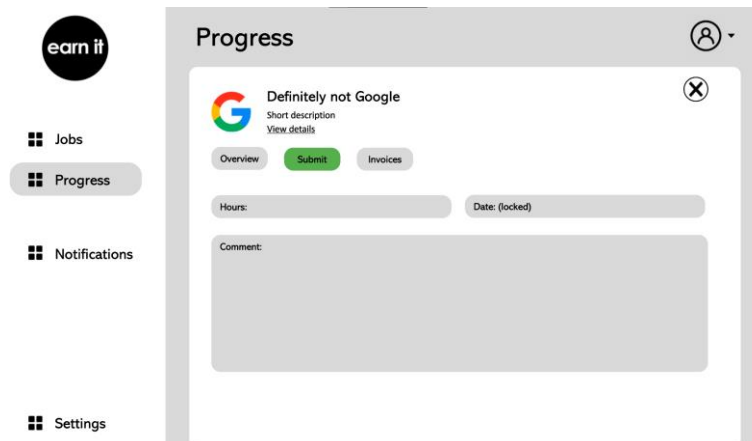 earn it
Jobs
Progress
Notifications
Settings
Progress
Definitely not Google
Short description
View details
Overview Submit Invoices
Hours: Date: (locked)
Comment: